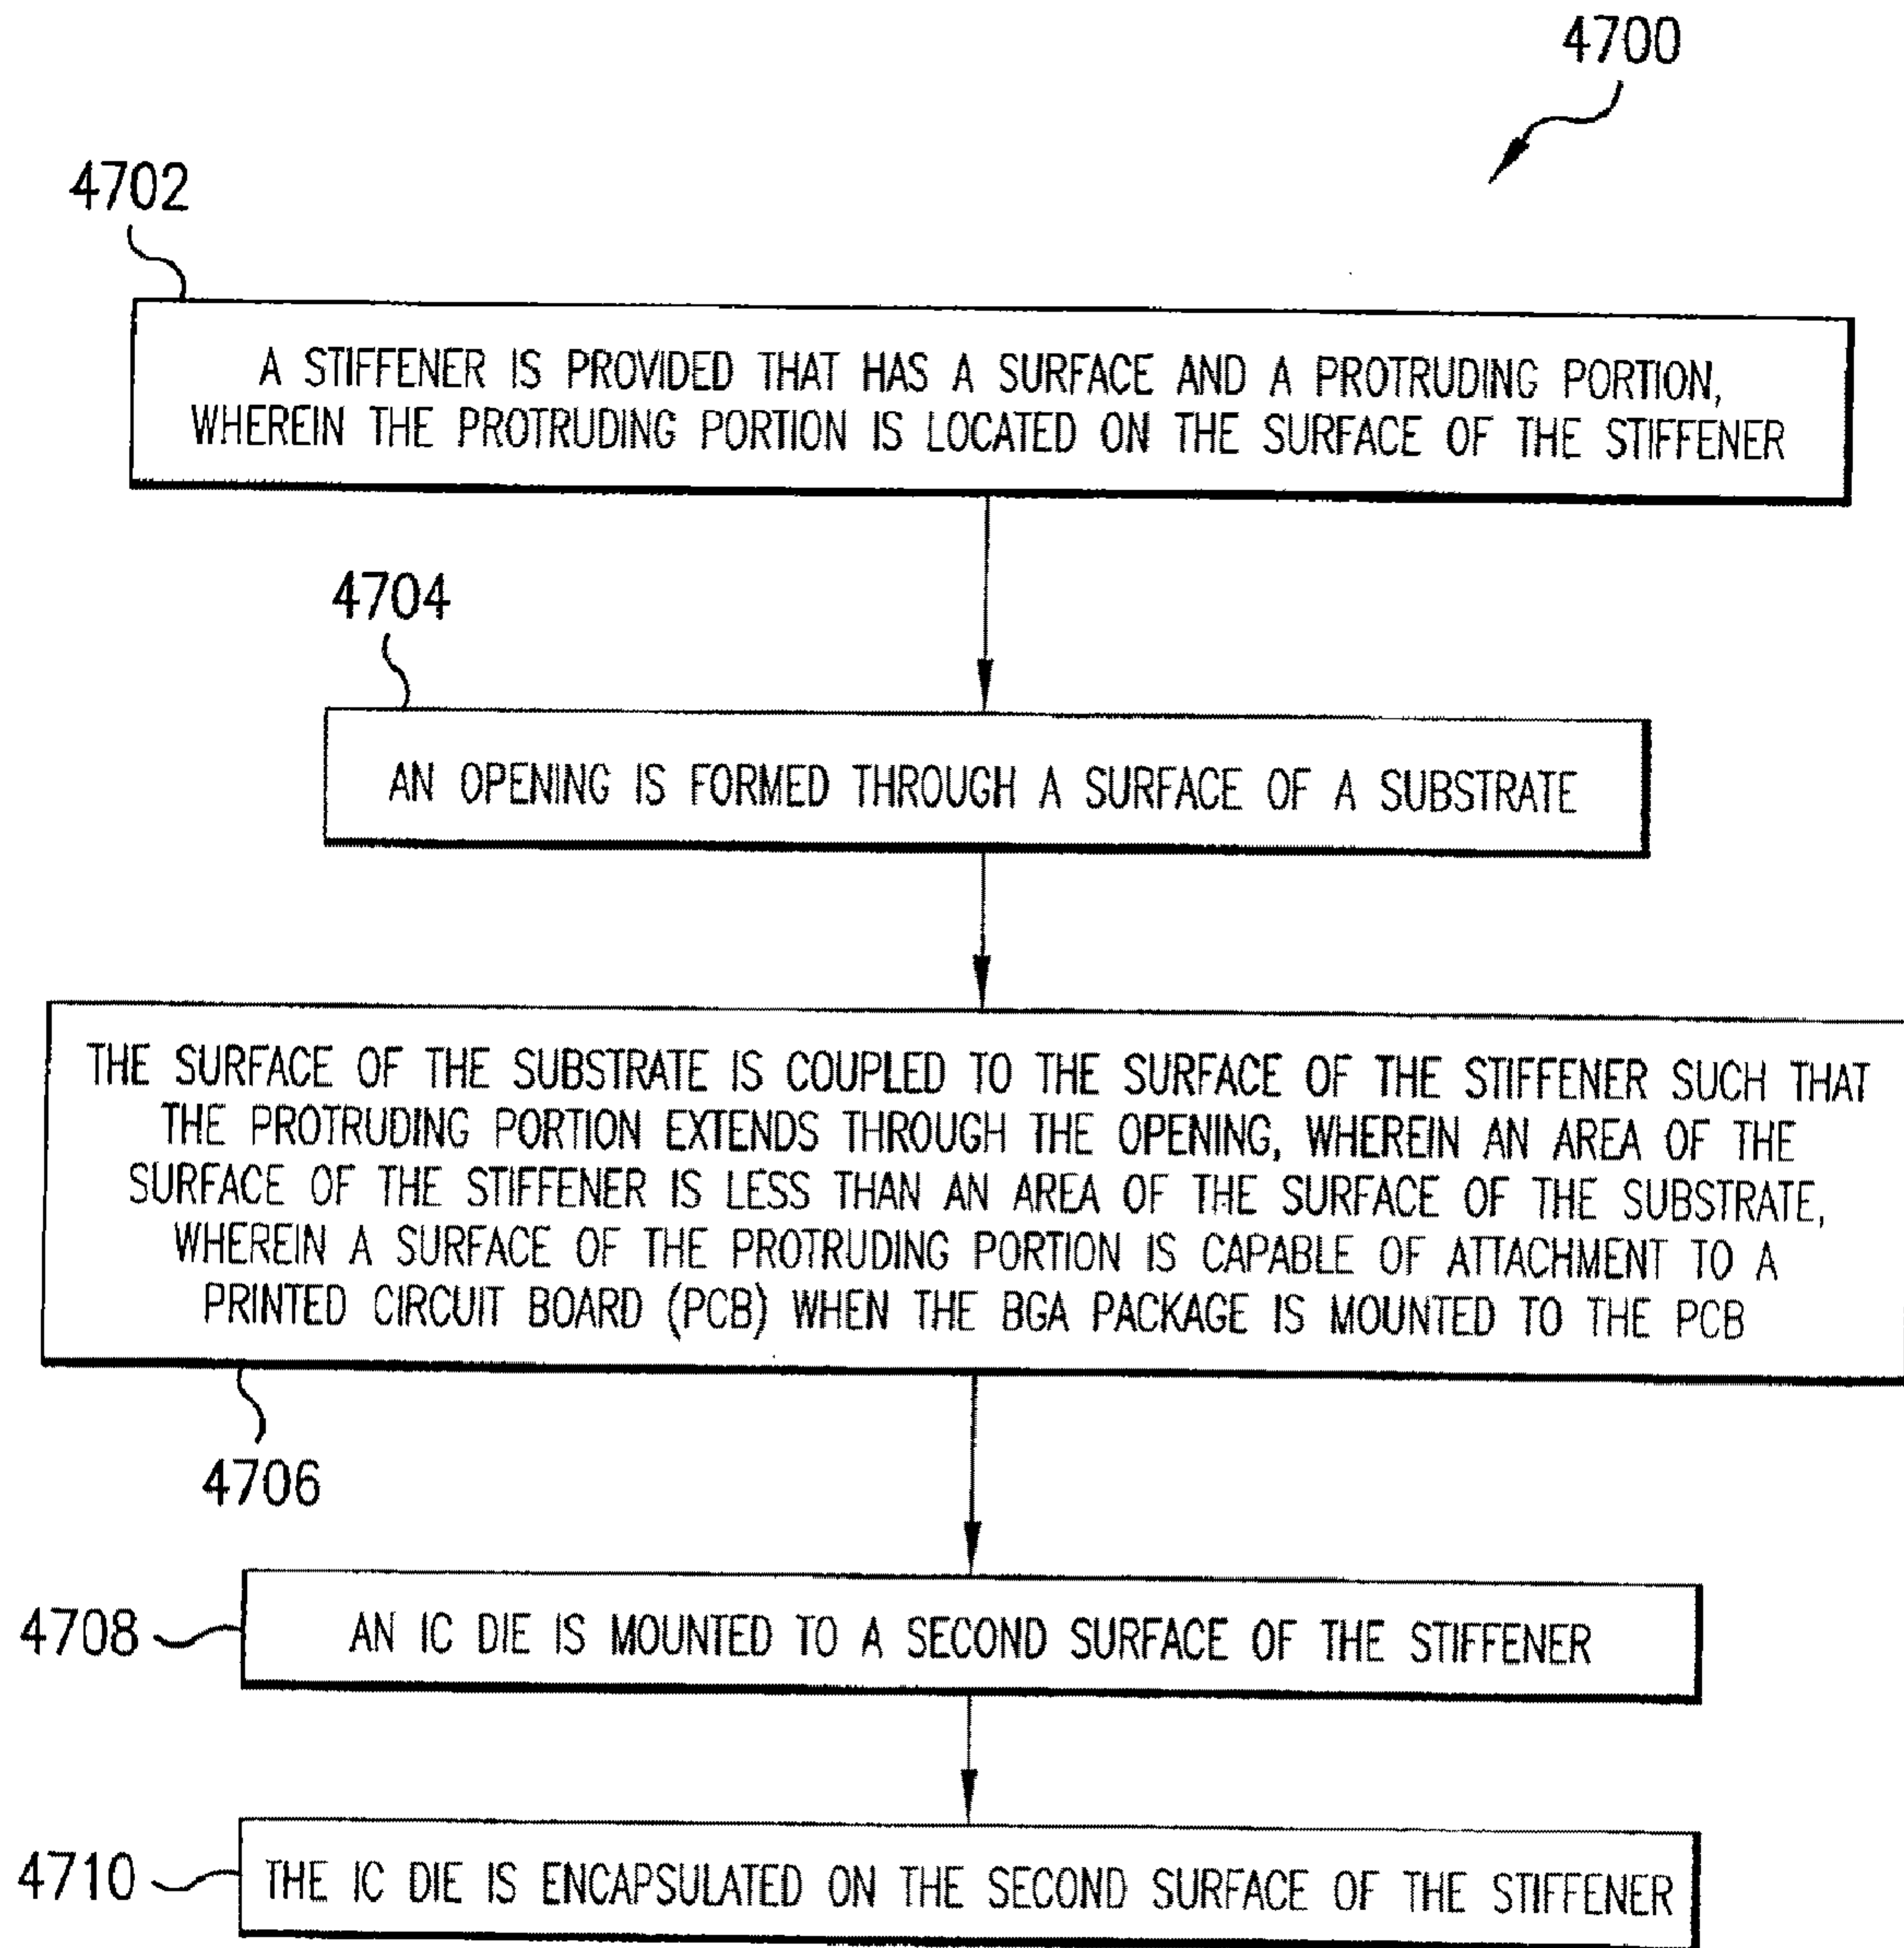 4700
4702
A STIFFENER IS PROVIDED THAT HAS A SURFACE AND A PROTRUDING PORTION,
WHEREIN THE PROTRUDING PORTION IS LOCATED ON THE SURFACE OF THE STIFFENER
4704
AN OPENING IS FORMED THROUGH A SURFACE OF A SUBSTRATE
THE SURFACE OF THE SUBSTRATE IS COUPLED TO THE SURFACE OF THE STIFFENER SUCH THAT
THE PROTRUDING PORTION EXTENDS THROUGH THE OPENING, WHEREIN AN AREA OF THE
SURFACE OF THE STIFFENER IS LESS THAN AN AREA OF THE SURFACE OF THE SUBSTRATE,
WHEREIN A SURFACE OF THE PROTRUDING PORTION IS CAPABLE OF ATTACHMENT TO A
PRINTED CIRCUIT BOARD (PCB) WHEN THE BGA PACKAGE IS MOUNTED TO THE PCB
4706
4708
AN IC DIE IS MOUNTED TO A SECOND SURFACE OF THE STIFFENER
4710
THE IC DIE IS ENCAPSULATED ON THE SECOND SURFACE OF THE STIFFENER